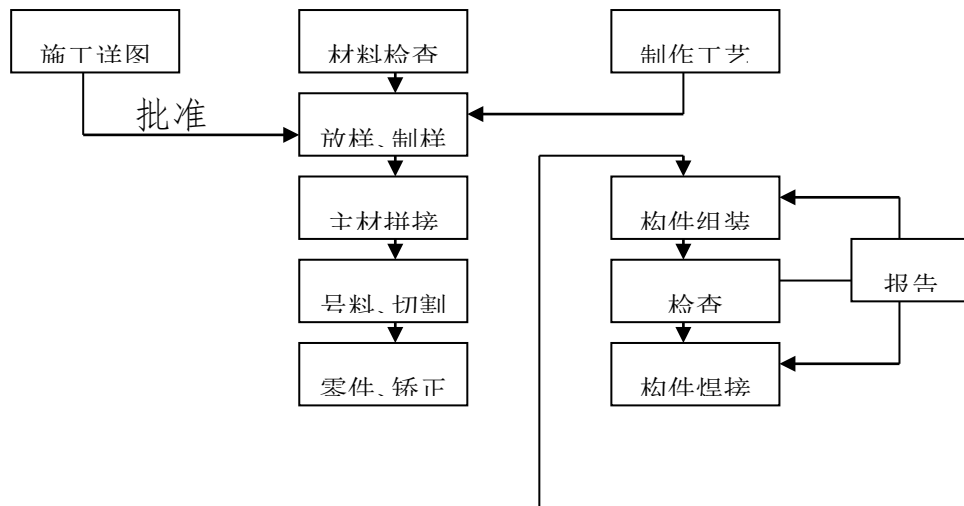 施工详图
材料检查
制作工艺
批准
放样、制样
主材拼接
构件组装
号料、切割
检查
报告
零件、矫正
构件焊接